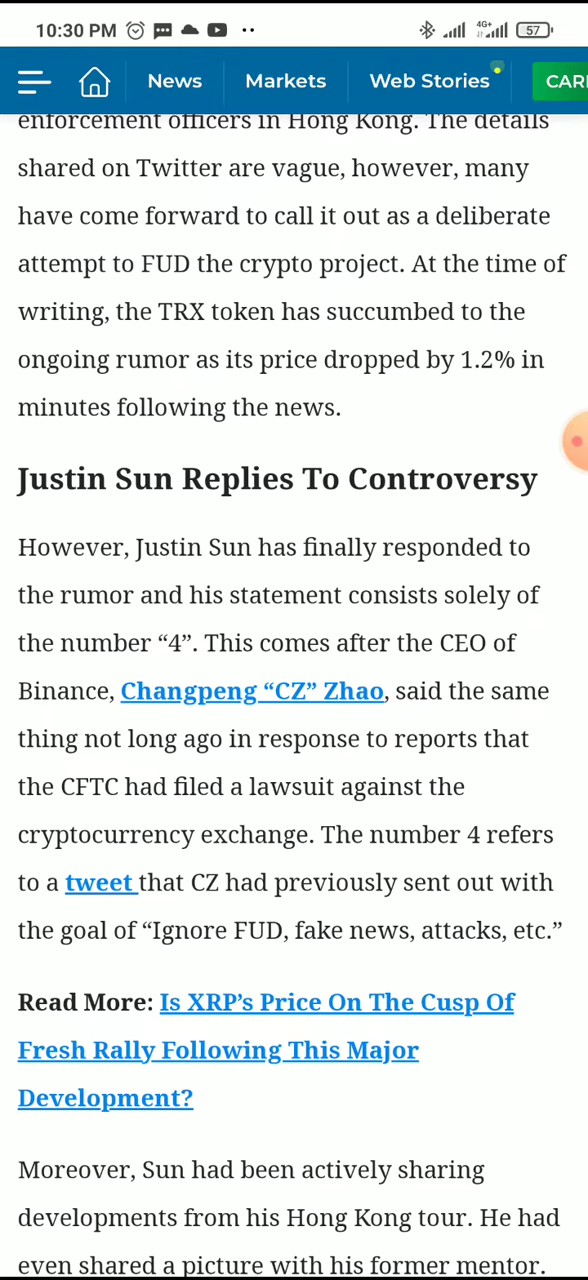 10:30 PM
4G+
57
News
Markets
Web Stories
CAR
enforcement officers in Hong Kong. The details
shared on Twitter are vague, however, many
have come forward to call it out as a deliberate
attempt to FUD the crypto project. At the time of
writing, the TRX token has succumbed to the
ongoing rumor as its price dropped by 1.2% in
minutes following the news.
Justin Sun Replies To Controversy
However, Justin Sun has finally responded to
the rumor and his statement consists solely of
the number “4”. This comes after the CEO of
Binance, Changpeng “CZ” Zhao, said the same
thing not long ago in response to reports that
the CFTC had filed a lawsuit against the
cryptocurrency exchange. The number 4 refers
to a tweet that CZ had previously sent out with
the goal of “Ignore FUD, fake news, attacks, etc.”
Read More: Is XRP’s Price On The Cusp Of
Fresh Rally Following This Major
Development?
Moreover, Sun had been actively sharing
developments from his Hong Kong tour. He had
even shared a picture with his former mentor.